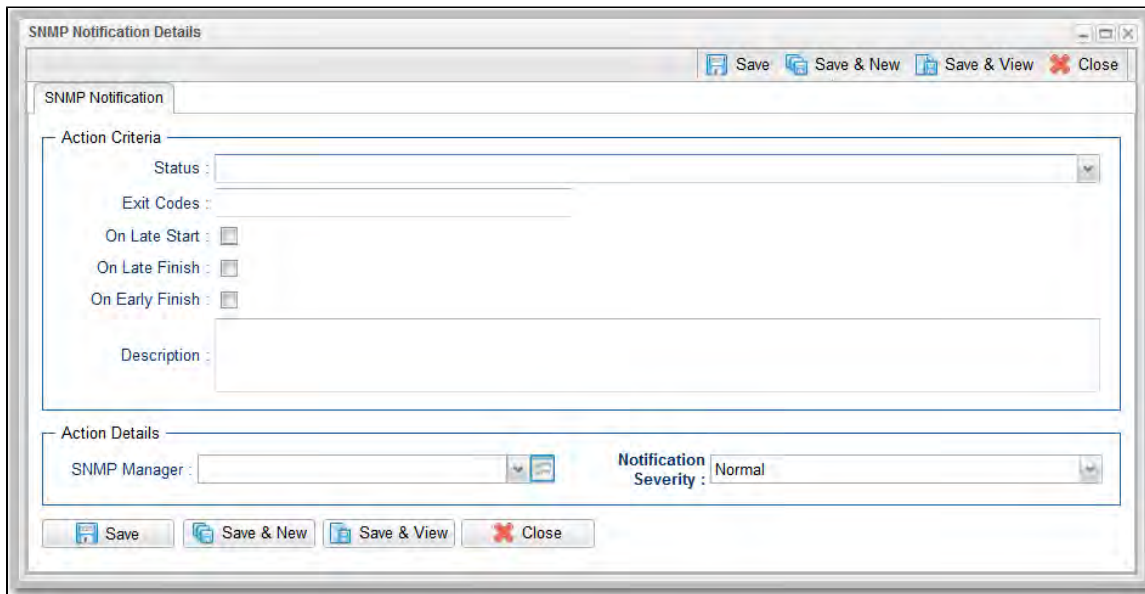 SNMP Notification Details
Save Save & New Save & View Close
SNMP Notification
Action Criteria
Status :
Exit Codes :
On Late Start :
On Late Finish :
On Early Finish :
Description :
Action Details
SNMP Manager :
Notification Severity : Normal
Save Save & New Save & View Close